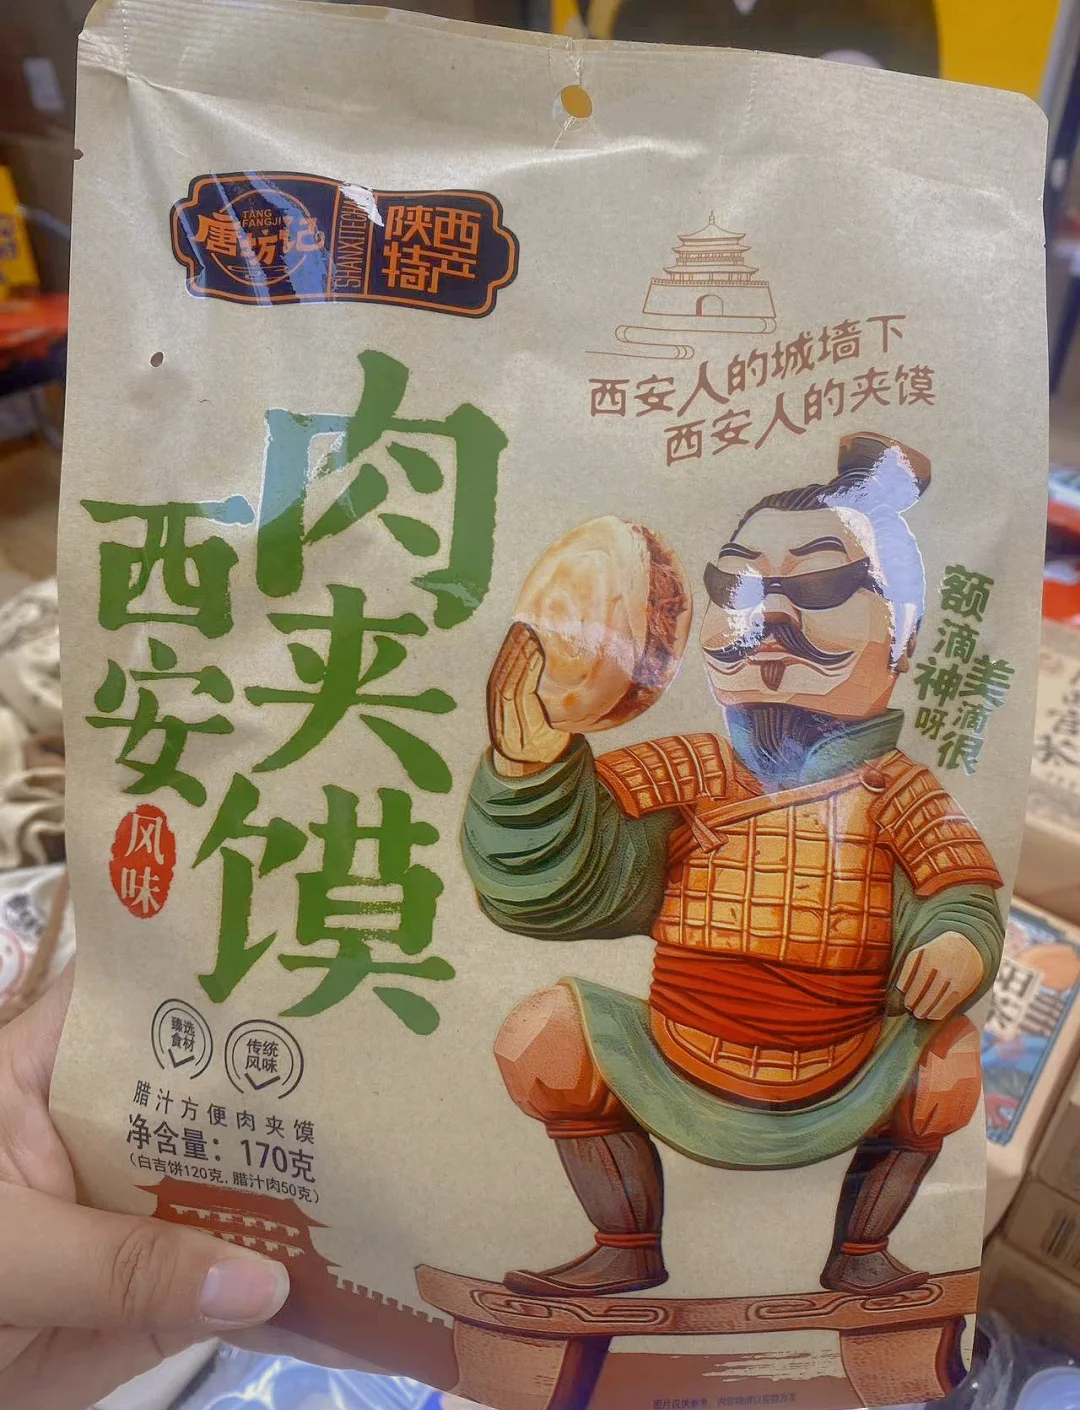 唐坊记
TANG
FANGJI
SHANXITECHAN
陕西
特产
西安人的城墙下
西安人的夹馍
西安
肉夹馍
风味
额滴神呀
美滴很
臻选
食材
传统
风味
腊汁方便肉夹馍
净含量：170克
（白吉饼120克，腊汁肉50克）